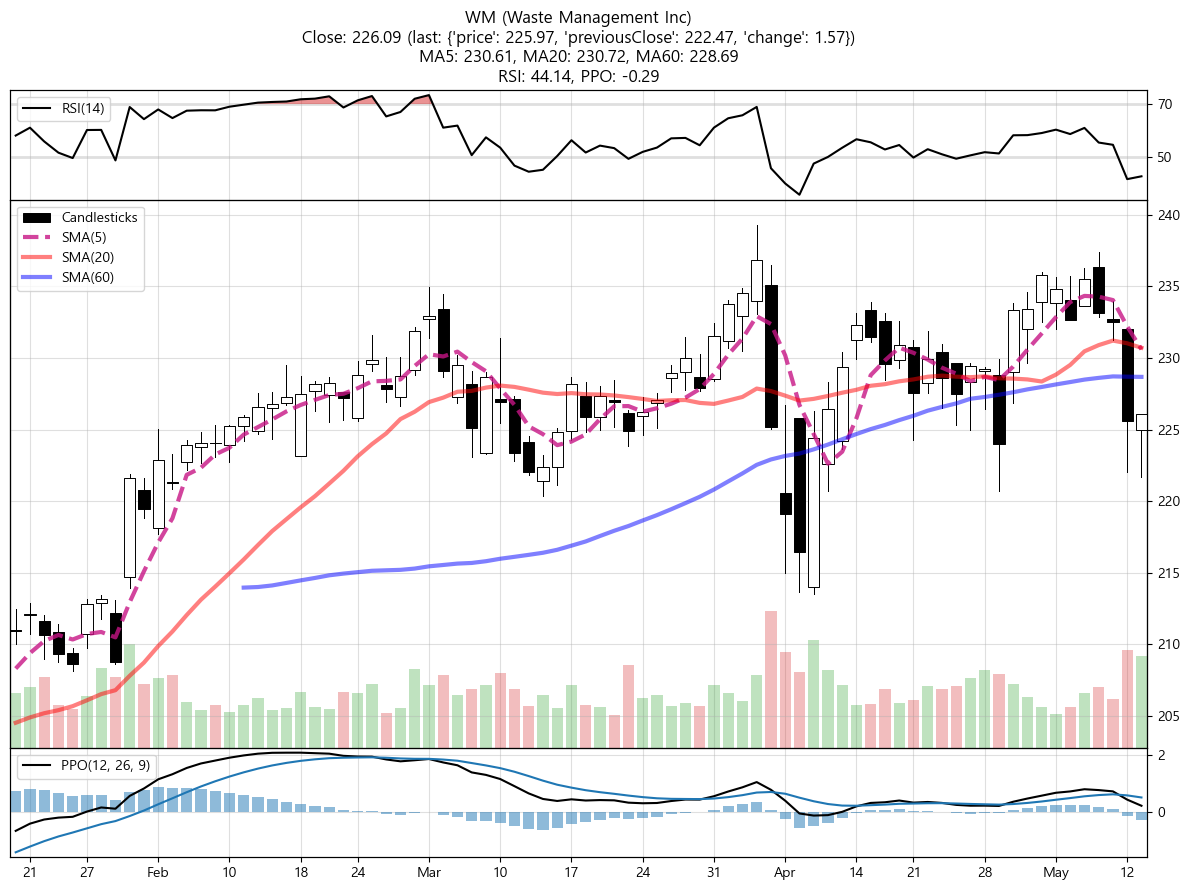 WM (Waste Management Inc)
Close: 226.09 (last: {'price': 225.97, 'previousClose': 222.47, 'change': 1.57})
MA5: 230.61, MA20: 230.72, MA60: 228.69
RSI: 44.14, PPO: -0.29
RSI(14)
70
50
Candlesticks
SMA(5)
SMA(20)
SMA(60)
240
235
230
225
220
215
210
205
PPO(12, 26, 9)
2
0
21 27 Feb 10 18 24 Mar 10 17 24 31 Apr 14 21 28 May 12